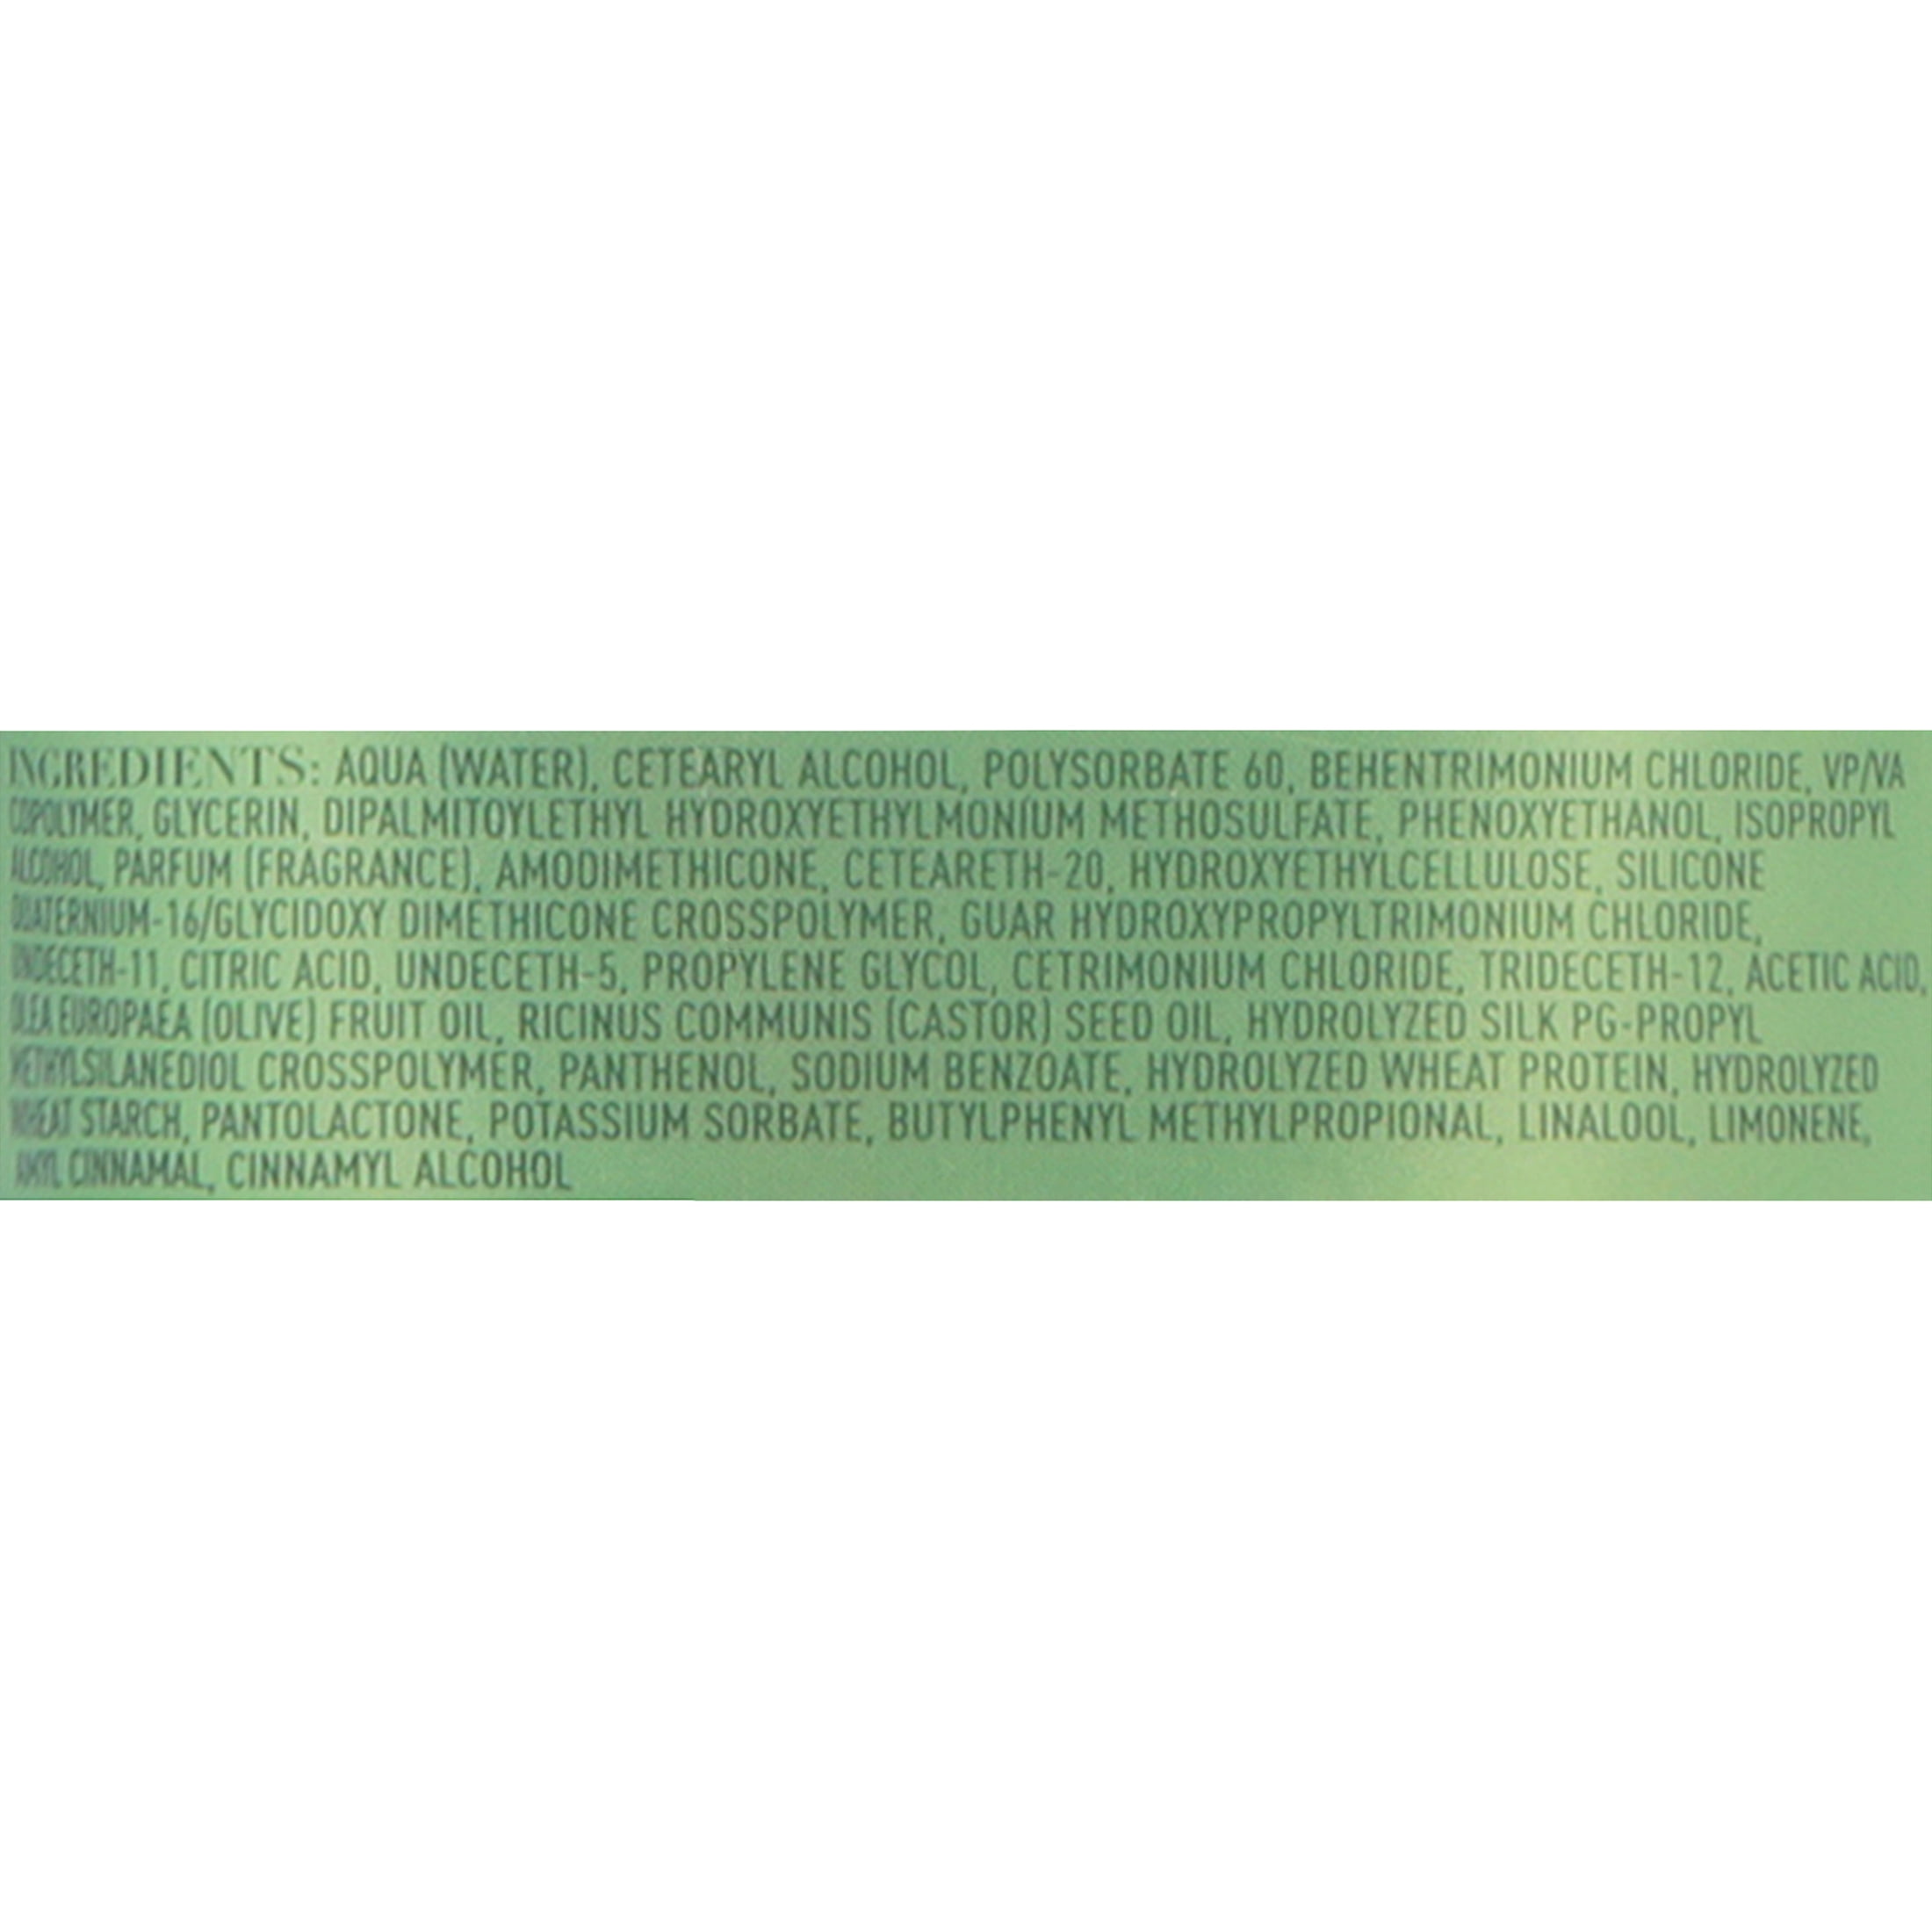 INGREDIENTS: AQUA (WATER), CETEARYL ALCOHOL, POLYSORBATE 60, BEHENTRIMONIUM CHLORIDE, VP/VA
COPOLYMER, GLYCERIN, DIPALMITOYLETHYL HYDROXYETHYLMONIUM METHOSULFATE, PHENOXYETHANOL, ISOPROPYL
ALCOHOL, PARFUM (FRAGRANCE), AMODIMETHICONE, CETEARETH-20, HYDROXYETHYLCELLULOSE, SILICONE
QUATERNIUM-16/GLYCIDOXY DIMETHICONE CROSSPOLYMER, GUAR HYDROXYPROPYLTRIMONIUM CHLORIDE,
UNDECETH-11, CITRIC ACID, UNDECETH-5, PROPYLENE GLYCOL, CETRIMONIUM CHLORIDE, TRIDECETH-12, ACETIC ACID,
OLEA EUROPAEA (OLIVE) FRUIT OIL, RICINUS COMMUNIS (CASTOR) SEED OIL, HYDROLYZED SILK PG-PROPYL
METHYLSILANEDIOL CROSSPOLYMER, PANTHENOL, SODIUM BENZOATE, HYDROLYZED WHEAT PROTEIN, HYDROLYZED
WHEAT STARCH, PANTOLACTONE, POTASSIUM SORBATE, BUTYLPHENYL METHYLPROPIONAL, LINALOOL, LIMONENE,
AMYL CINNAMAL, CINNAMYL ALCOHOL